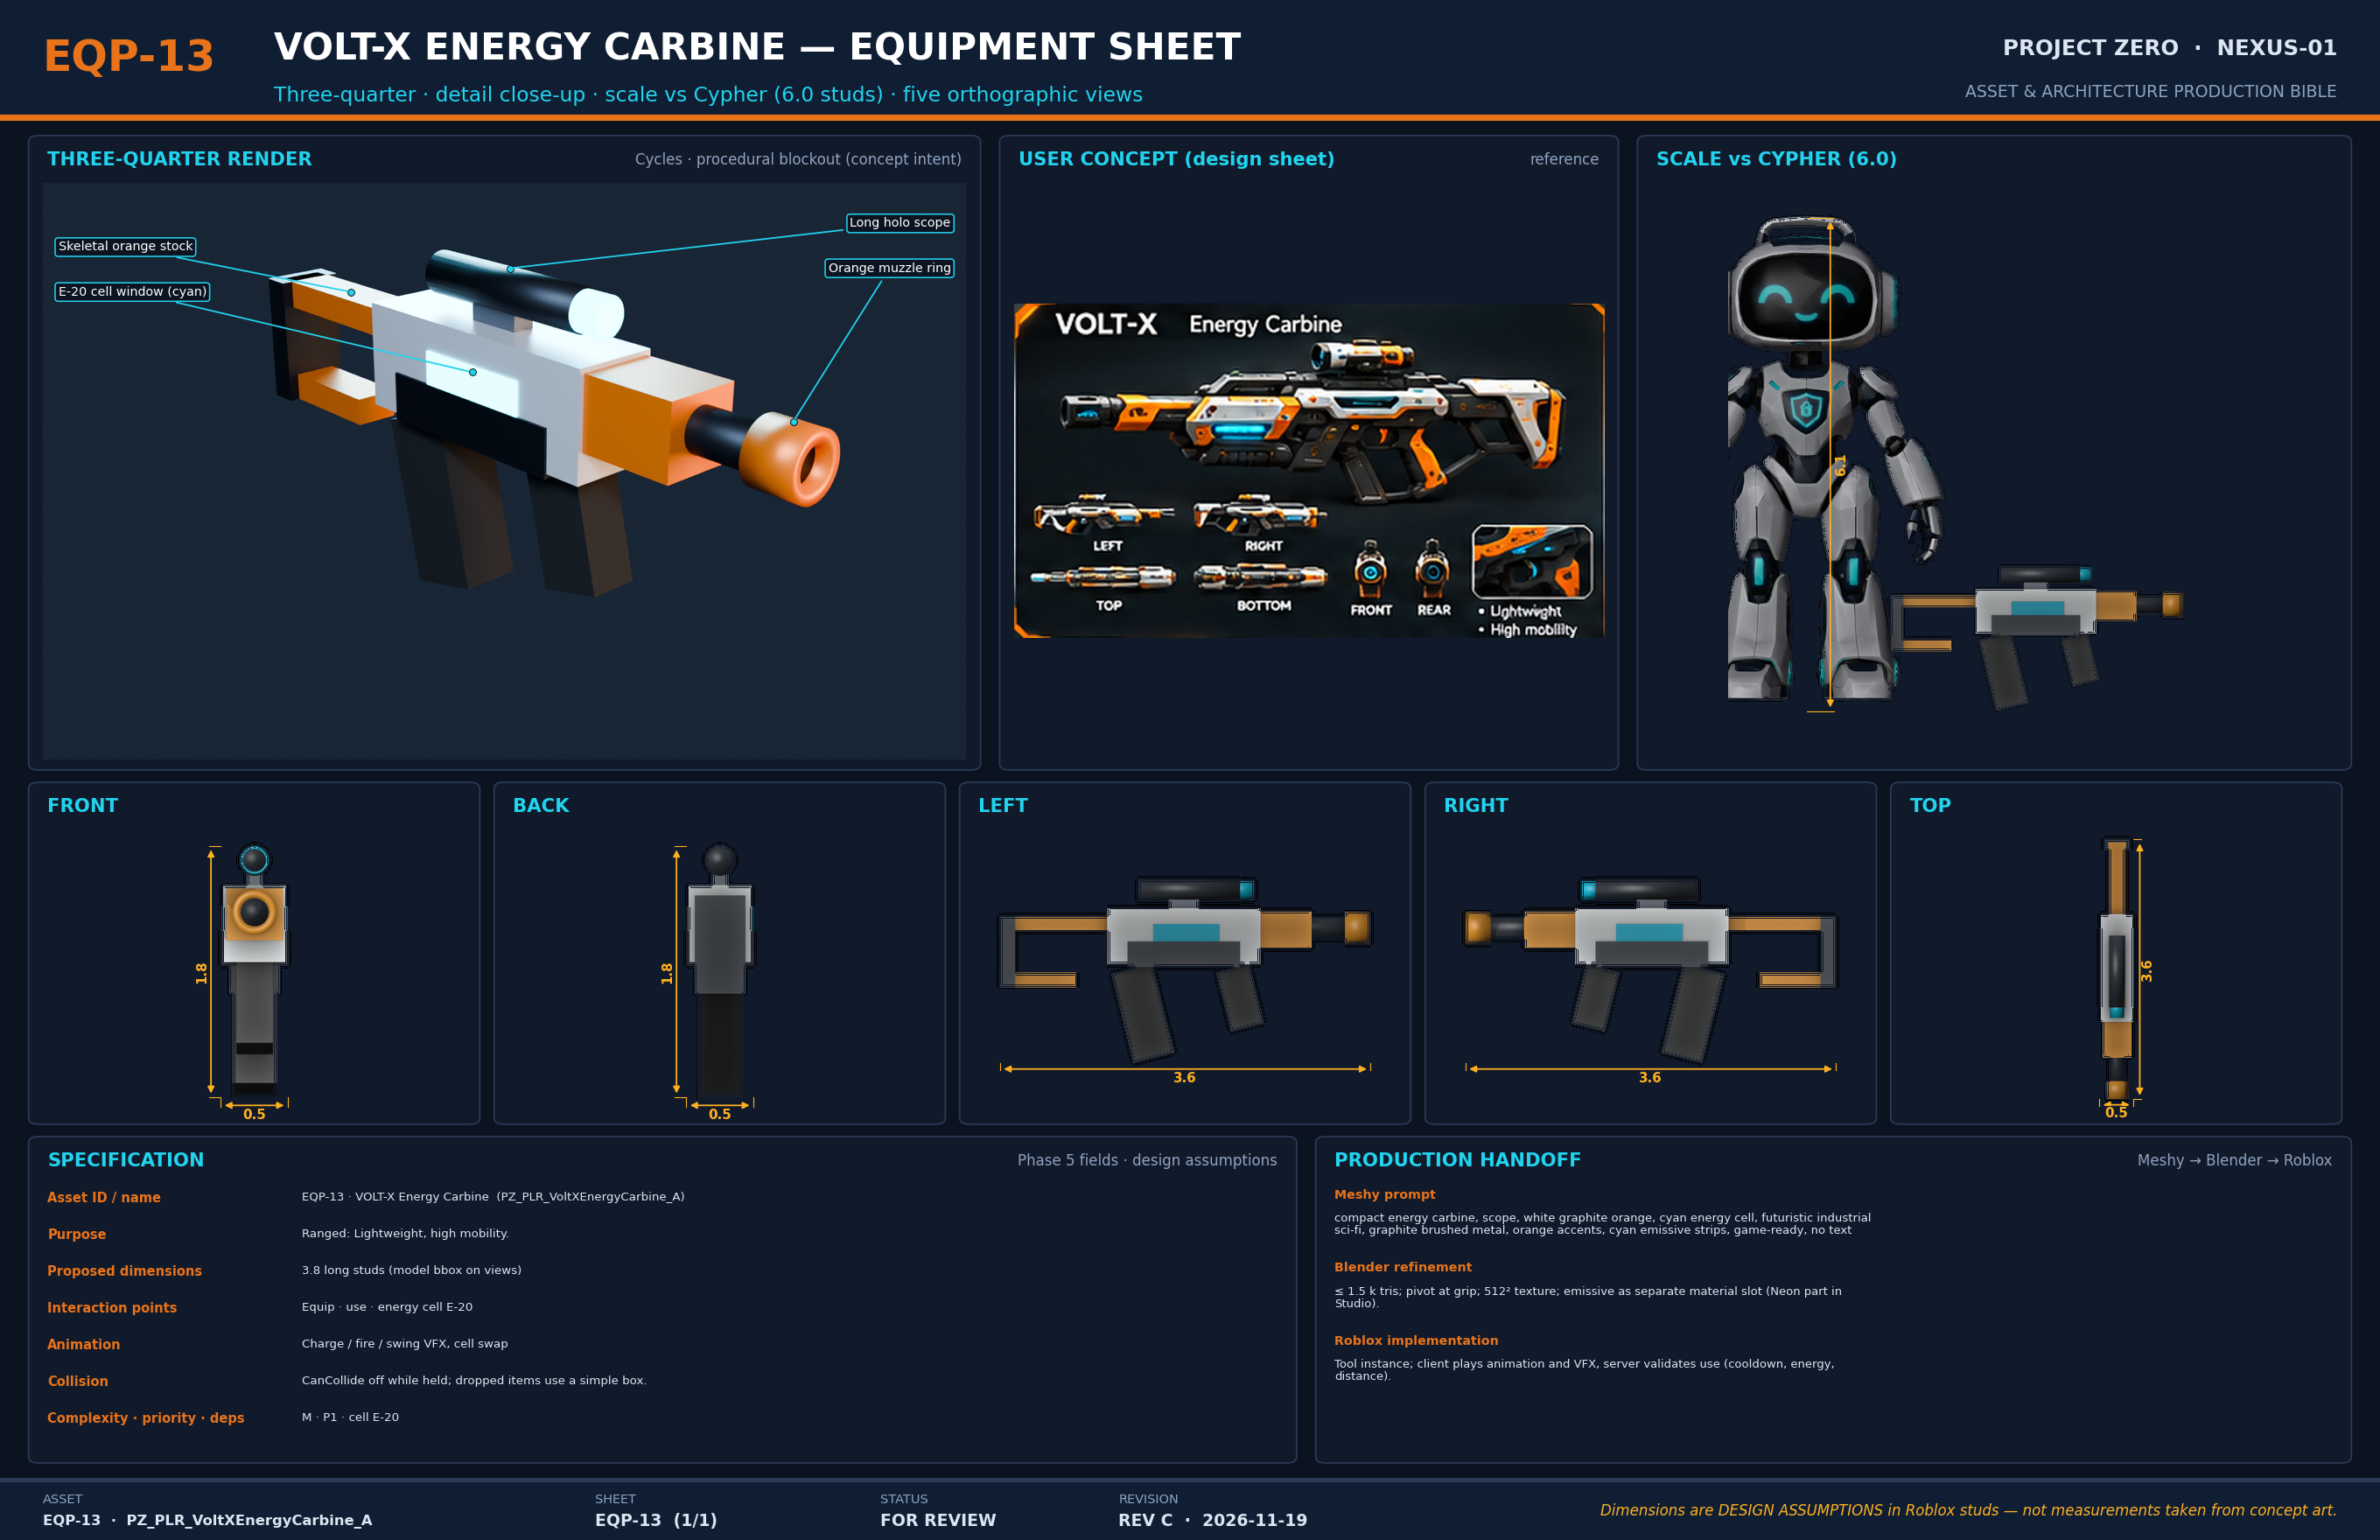 EQP-13
VOLT-X ENERGY CARBINE — EQUIPMENT SHEET
Three-quarter · detail close-up · scale vs Cypher (6.0 studs) · five orthographic views
PROJECT ZERO · NEXUS-01
ASSET & ARCHITECTURE PRODUCTION BIBLE
THREE-QUARTER RENDER
Cycles · procedural blockout (concept intent)
Skeletal orange stock
E-20 cell window (cyan)
Long holo scope
Orange muzzle ring
USER CONCEPT (design sheet)
reference
VOLT-X Energy Carbine
LEFT
RIGHT
TOP
BOTTOM
FRONT
REAR
• Lightweight
• High mobility
SCALE vs CYPHER (6.0)
6.1
FRONT
1.8
0.5
BACK
1.8
0.5
LEFT
3.6
RIGHT
3.6
TOP
3.6
0.5
SPECIFICATION
Phase 5 fields · design assumptions
Asset ID / name
EQP-13 · VOLT-X Energy Carbine (PZ_PLR_VoltXEnergyCarbine_A)
Purpose
Ranged: Lightweight, high mobility.
Proposed dimensions
3.8 long studs (model bbox on views)
Interaction points
Equip · use · energy cell E-20
Animation
Charge / fire / swing VFX, cell swap
Collision
CanCollide off while held; dropped items use a simple box.
Complexity · priority · deps
M · P1 · cell E-20
PRODUCTION HANDOFF
Meshy → Blender → Roblox
Meshy prompt
compact energy carbine, scope, white graphite orange, cyan energy cell, futuristic industrial
sci-fi, graphite brushed metal, orange accents, cyan emissive strips, game-ready, no text
Blender refinement
≤ 1.5 k tris; pivot at grip; 512² texture; emissive as separate material slot (Neon part in
Studio).
Roblox implementation
Tool instance; client plays animation and VFX, server validates use (cooldown, energy,
distance).
ASSET
EQP-13 · PZ_PLR_VoltXEnergyCarbine_A
SHEET
EQP-13 (1/1)
STATUS
FOR REVIEW
REVISION
REV C · 2026-11-19
Dimensions are DESIGN ASSUMPTIONS in Roblox studs — not measurements taken from concept art.